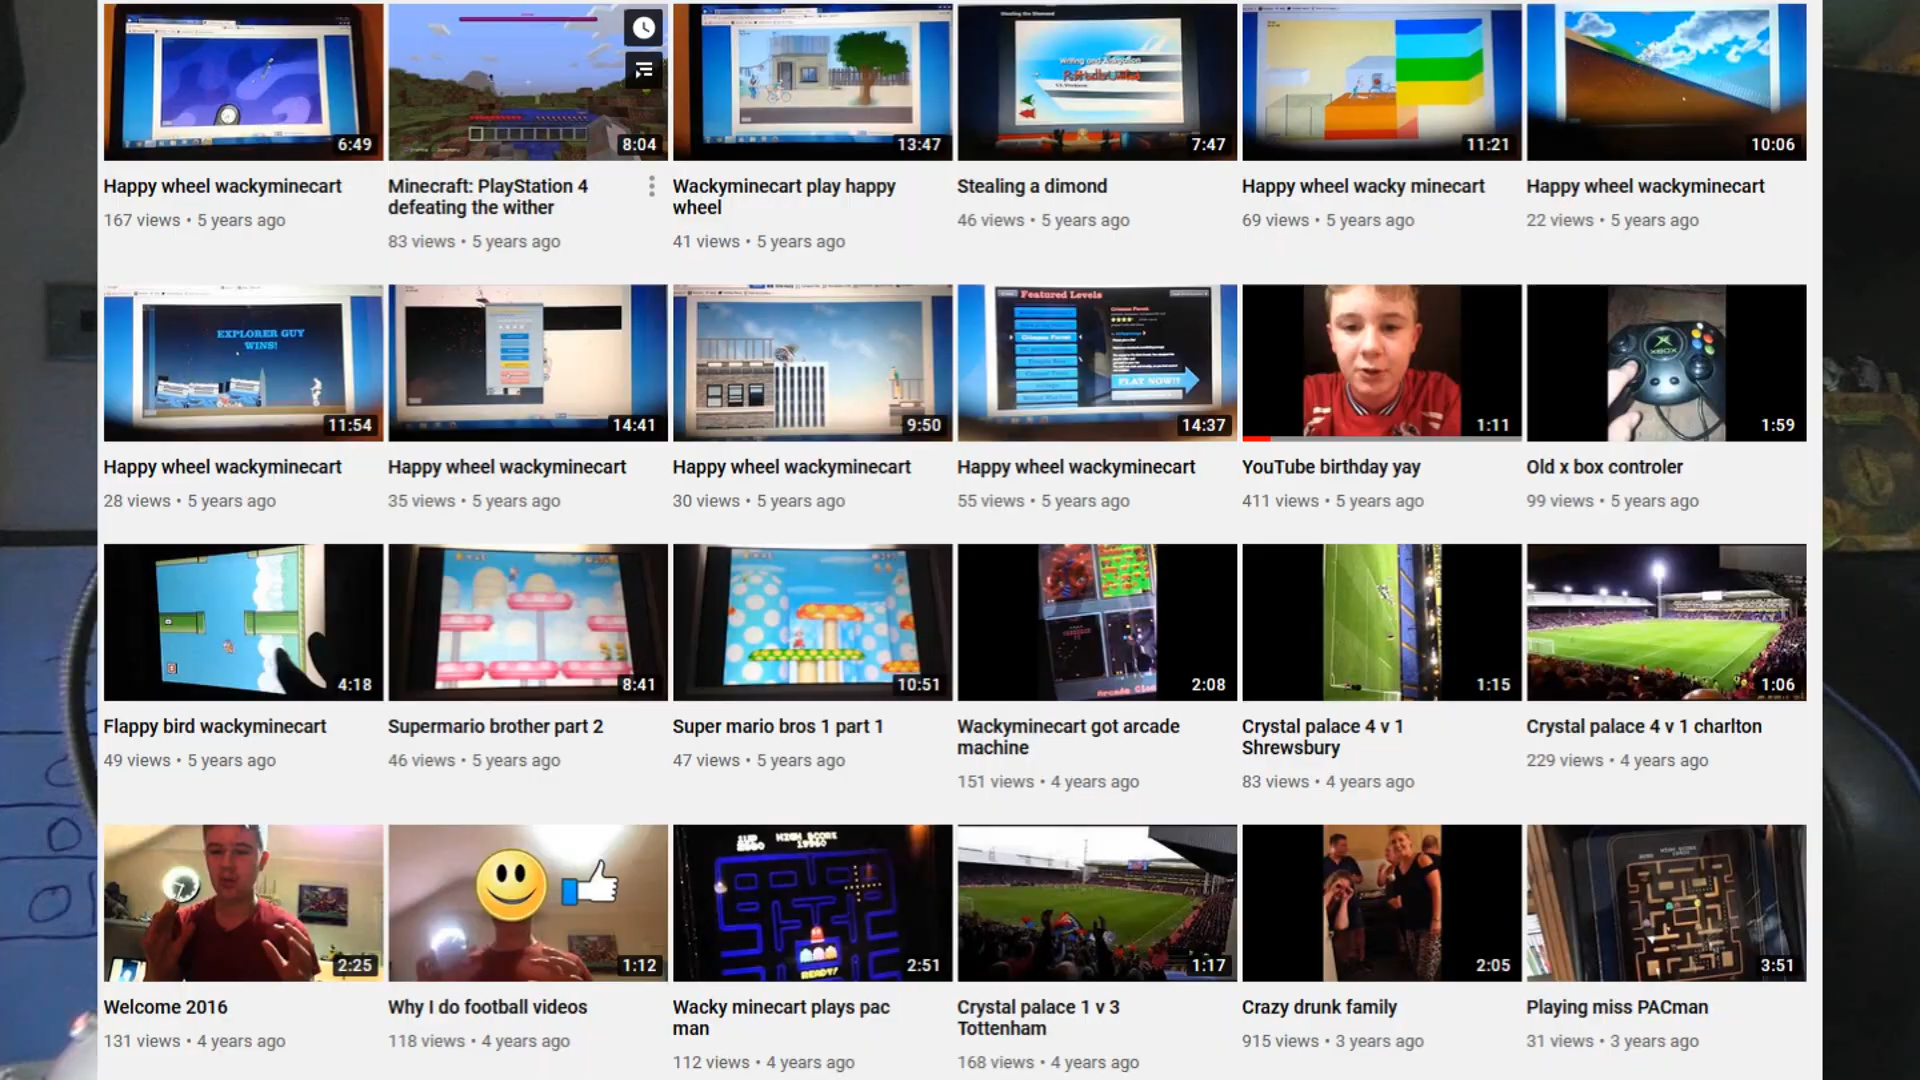 6:49
8:04
13:47
Stealing the Diamond
7:47
11:21
10:06
Happy wheel wackyminecart
Minecraft: PlayStation 4
defeating the wither
Wackyminecart play happy
wheel
Stealing a dimond
Happy wheel wacky minecart
Happy wheel wackyminecart
167 views • 5 years ago
83 views • 5 years ago
41 views • 5 years ago
46 views • 5 years ago
69 views • 5 years ago
22 views • 5 years ago
EXPLORER GUY
WINS!
11:54
14:41
9:50
Featured Levels
PLAY NOW!!
14:37
1:11
XBOX
1:59
Happy wheel wackyminecart
Happy wheel wackyminecart
Happy wheel wackyminecart
Happy wheel wackyminecart
YouTube birthday yay
Old x box controler
28 views • 5 years ago
35 views • 5 years ago
30 views • 5 years ago
55 views • 5 years ago
411 views • 5 years ago
99 views • 5 years ago
4:18
8:41
10:51
2:08
1:15
1:06
Flappy bird wackyminecart
Supermario brother part 2
Super mario bros 1 part 1
Wackyminecart got arcade
machine
Crystal palace 4 v 1
Shrewsbury
Crystal palace 4 v 1 charlton
49 views • 5 years ago
46 views • 5 years ago
47 views • 5 years ago
151 views • 4 years ago
83 views • 4 years ago
229 views • 4 years ago
2:25
1:12
1UP HIGH SCORE
READY!
2:51
1:17
2:05
3:51
Welcome 2016
Why I do football videos
Wacky minecart plays pac
man
Crystal palace 1 v 3
Tottenham
Crazy drunk family
Playing miss PACman
131 views • 4 years ago
118 views • 4 years ago
112 views • 4 years ago
168 views • 4 years ago
915 views • 3 years ago
31 views • 3 years ago